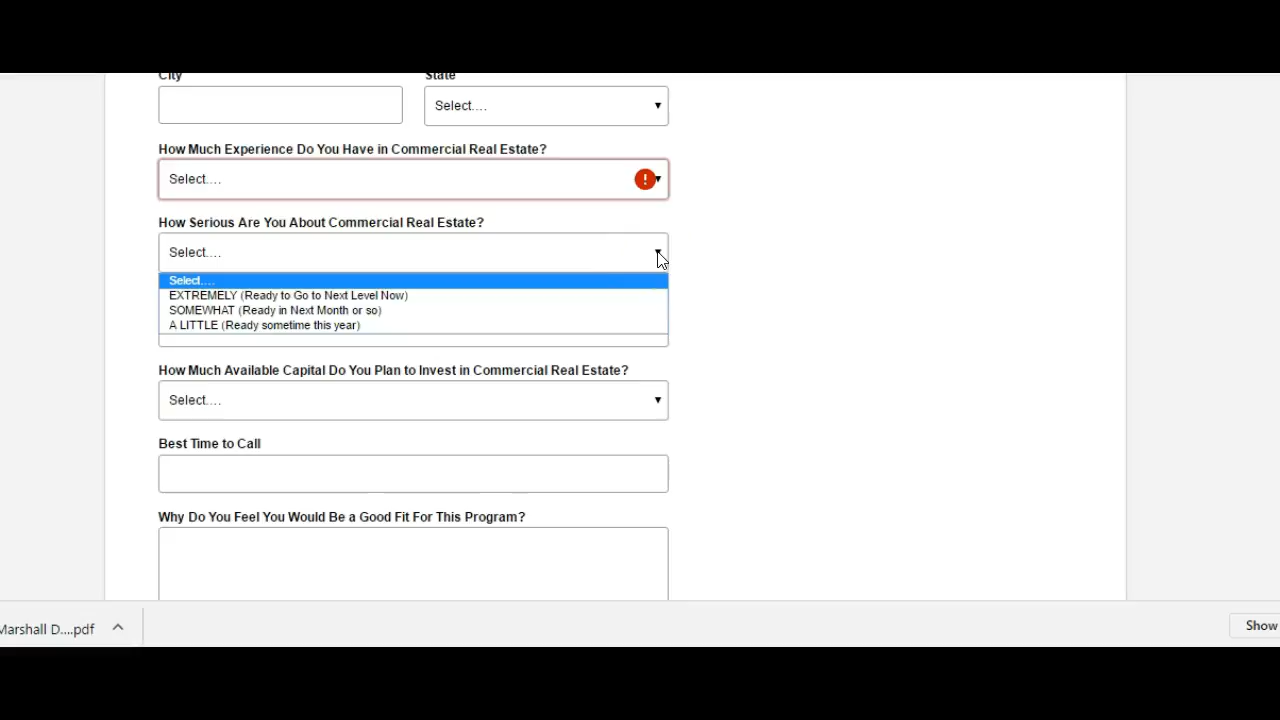 City State
Select....
How Much Experience Do You Have in Commercial Real Estate?
Select....
!
How Serious Are You About Commercial Real Estate?
Select....
Select....
EXTREMELY (Ready to Go to Next Level Now)
SOMEWHAT (Ready in Next Month or so)
A LITTLE (Ready sometime this year)
How Much Available Capital Do You Plan to Invest in Commercial Real Estate?
Select....
Best Time to Call
Why Do You Feel You Would Be a Good Fit For This Program?
Marshall D....pdf
Show